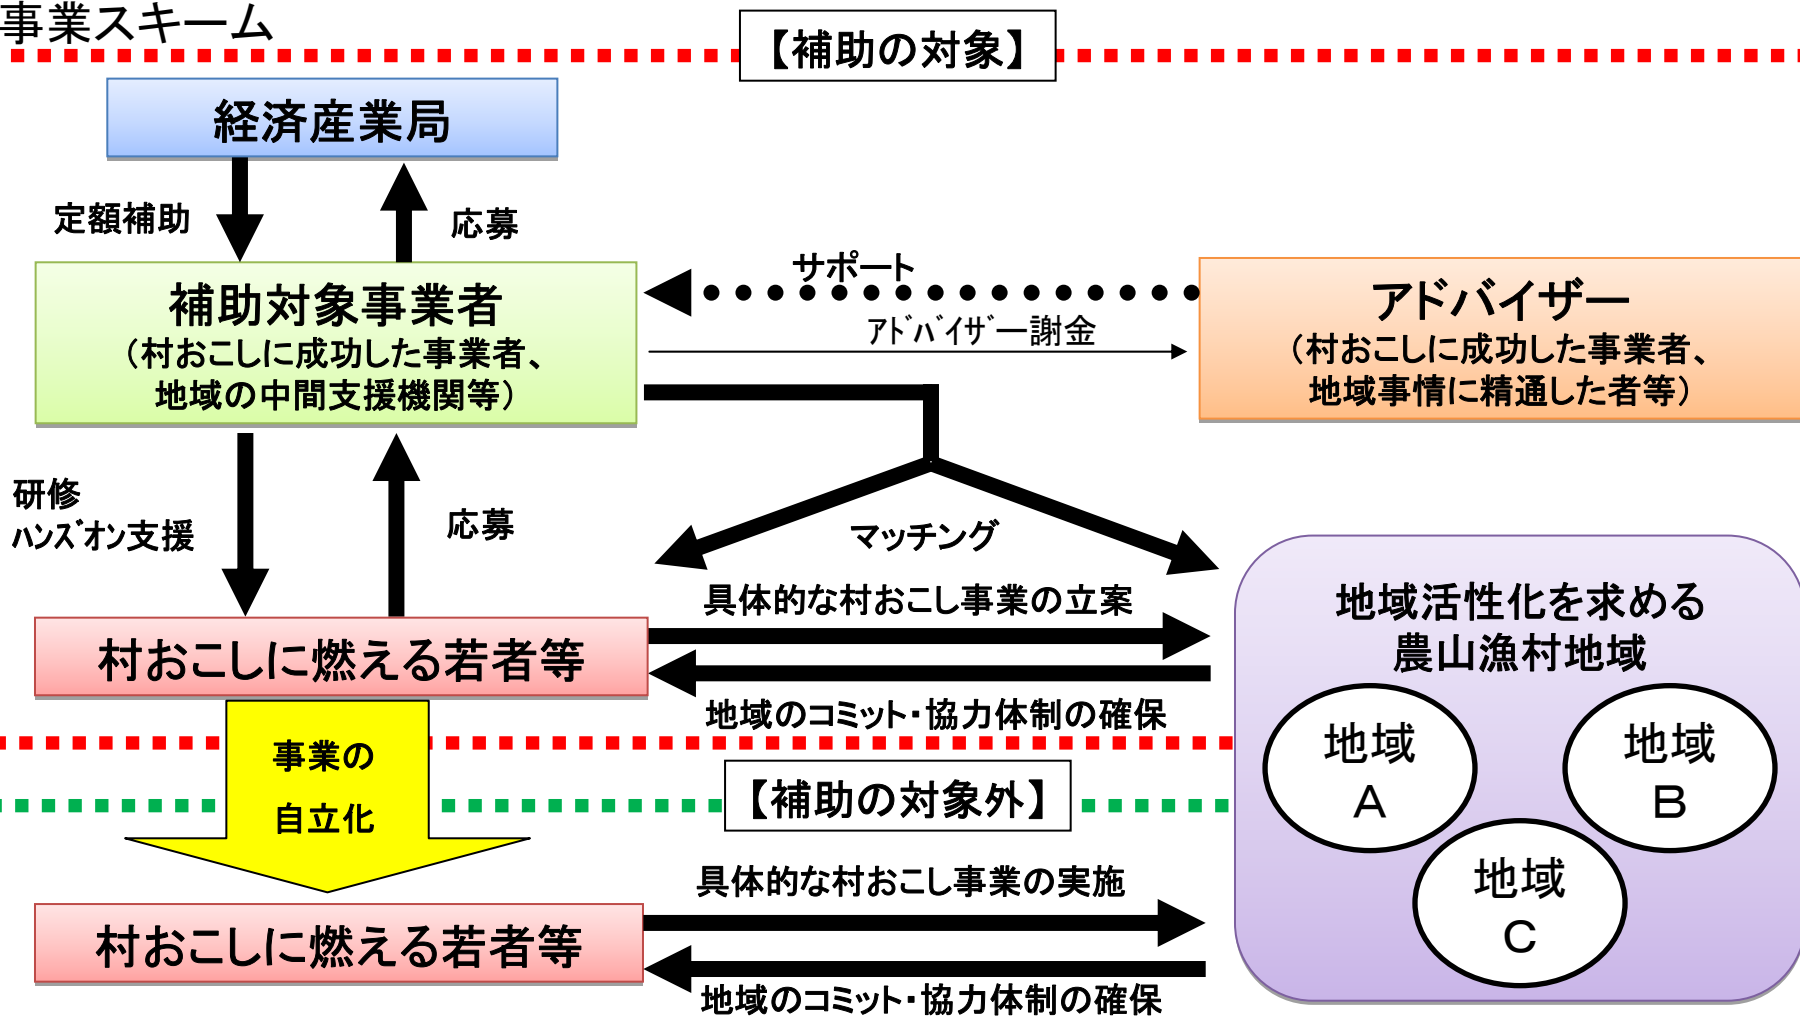 事業スキーム
【補助の対象】
経済産業局
定額補助
応募
補助対象事業者
（村おこしに成功した事業者、
地域の中間支援機関等）
サポート
ｱﾄﾞﾊﾞｲｻﾞｰ謝金
アドバイザー
（村おこしに成功した事業者、
地域事情に精通した者等）
研修
ﾊﾝｽﾞｵﾝ支援
応募
マッチング
具体的な村おこし事業の立案
村おこしに燃える若者等
地域のコミット・協力体制の確保
地域活性化を求める
農山漁村地域
地域
A
地域
B
地域
C
事業の
自立化
【補助の対象外】
具体的な村おこし事業の実施
村おこしに燃える若者等
地域のコミット・協力体制の確保